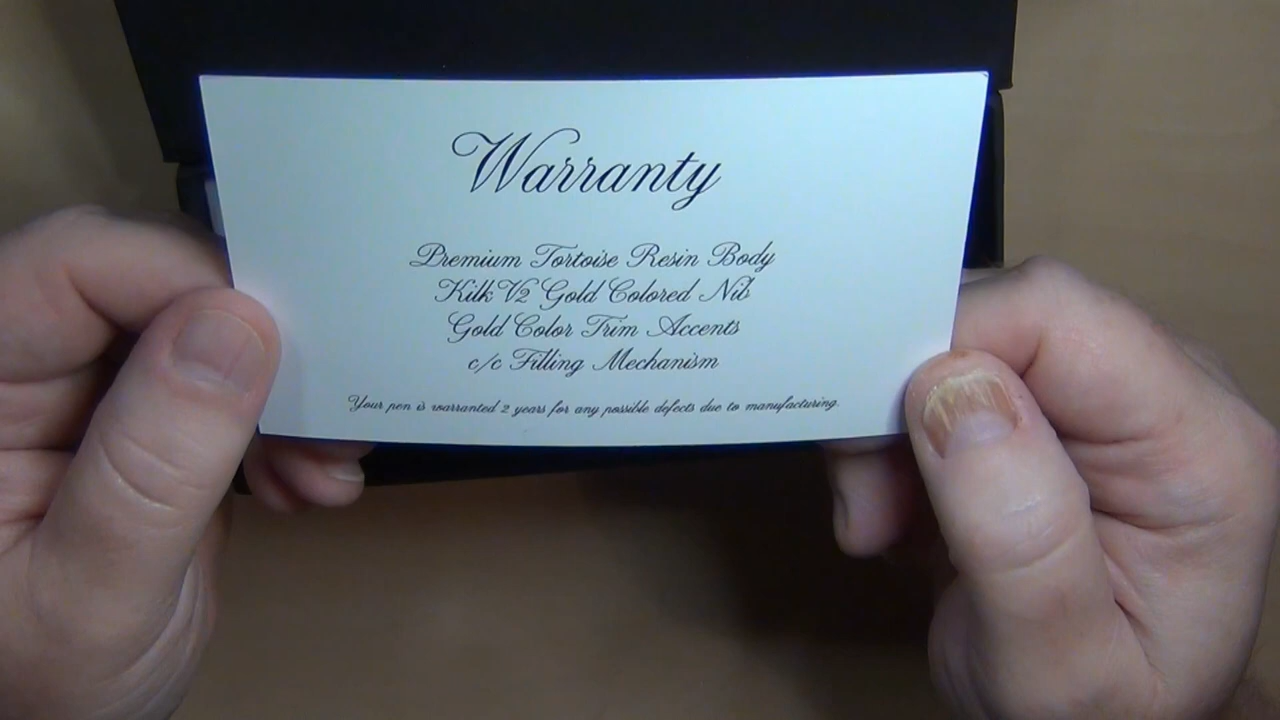 Warranty
Premium Tortoise Resin Body
Kilk V2 Gold Colored Nib
Gold Color Trim Accents
c/c Filling Mechanism
Your pen is warranted 2 years for any possible defects due to manufacturing.